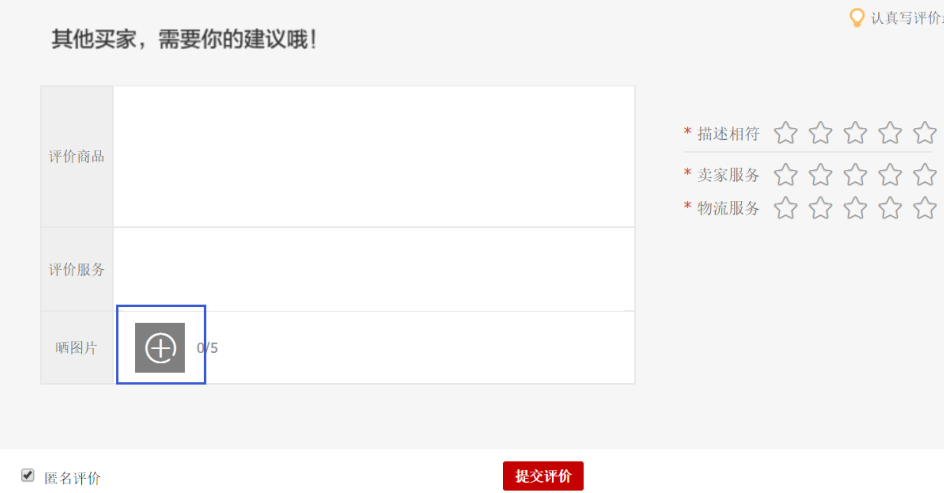 认真写评价
其他买家，需要你的建议哦！
评价商品
* 描述相符
* 卖家服务
* 物流服务
评价服务
晒图片
0/5
匿名评价
提交评价